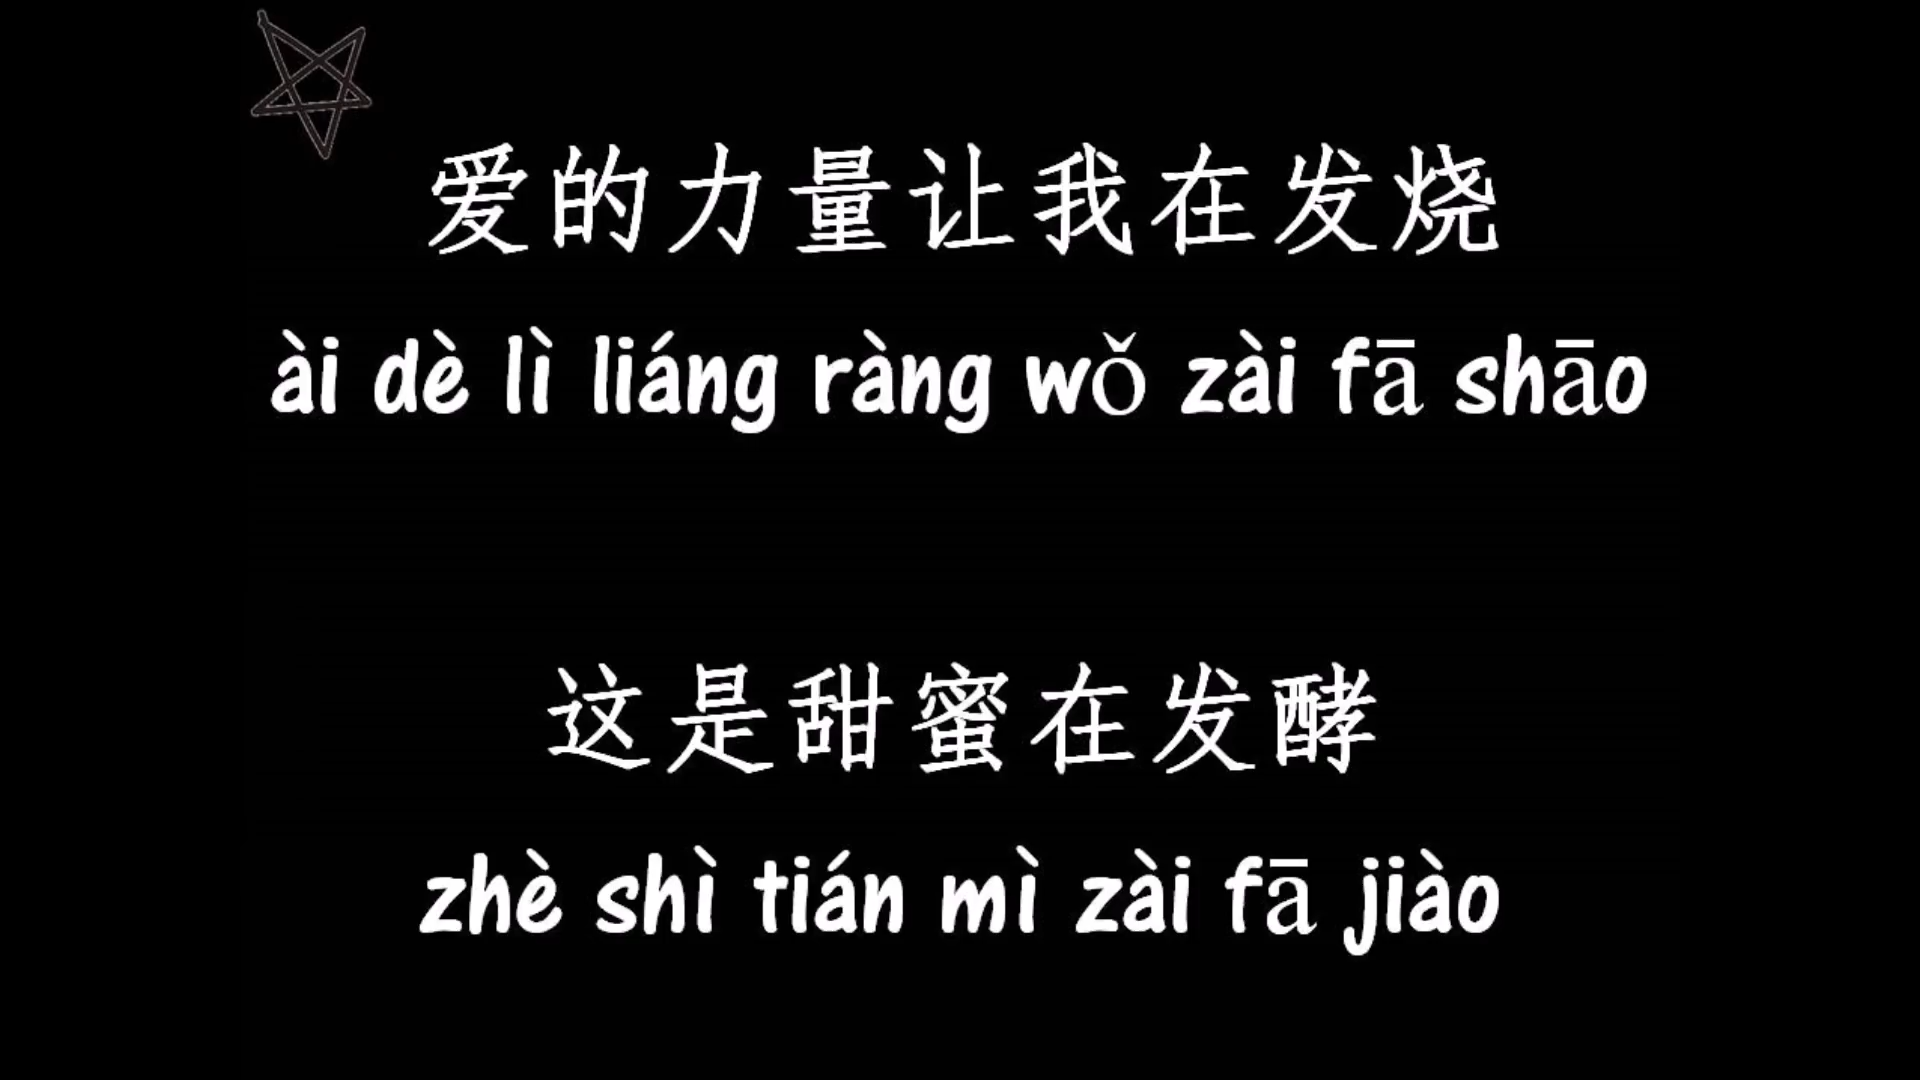 爱的力量让我在发烧
ài dè lì liáng ràng wǒ zài fā shāo
这是甜蜜在发酵
zhè shì tián mì zài fā jiào